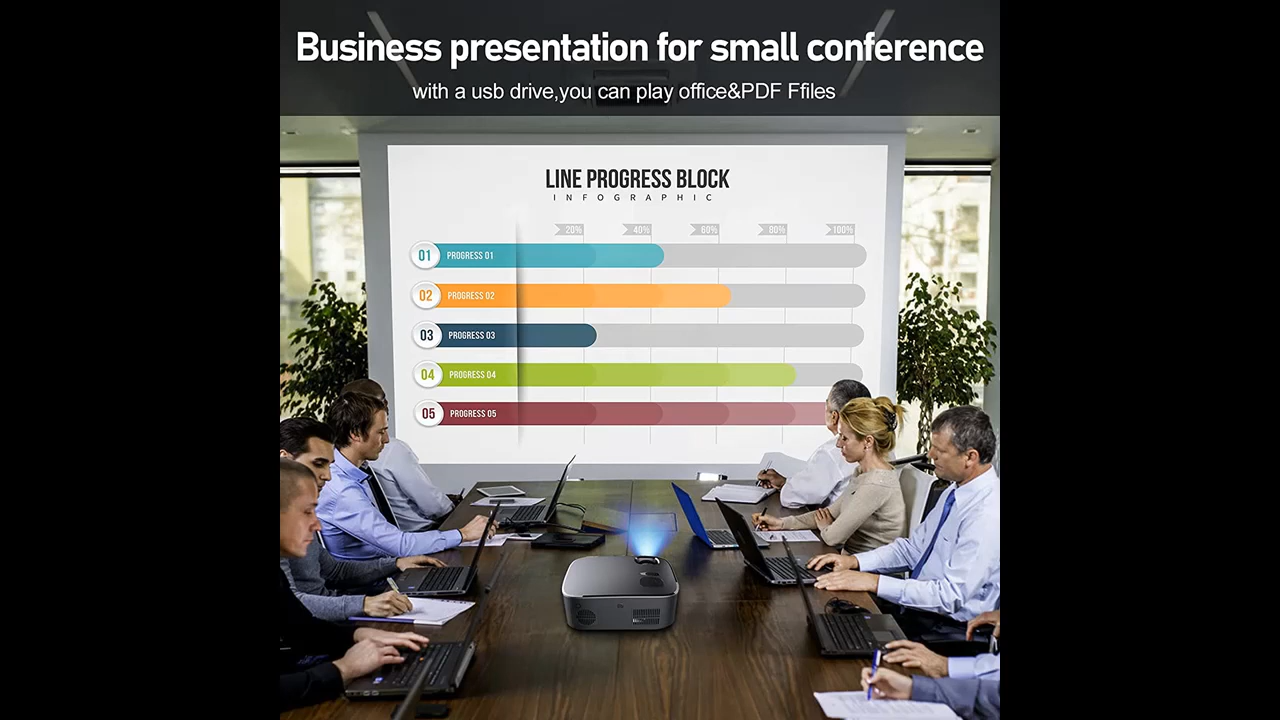 Business presentation for small conference
with a usb drive,you can play office&PDF Ffiles
LINE PROGRESS BLOCK
INFOGRAPHIC
20% 40% 60% 80% 100%
01 PROGRESS 01
02 PROGRESS 02
03 PROGRESS 03
04 PROGRESS 04
05 PROGRESS 05